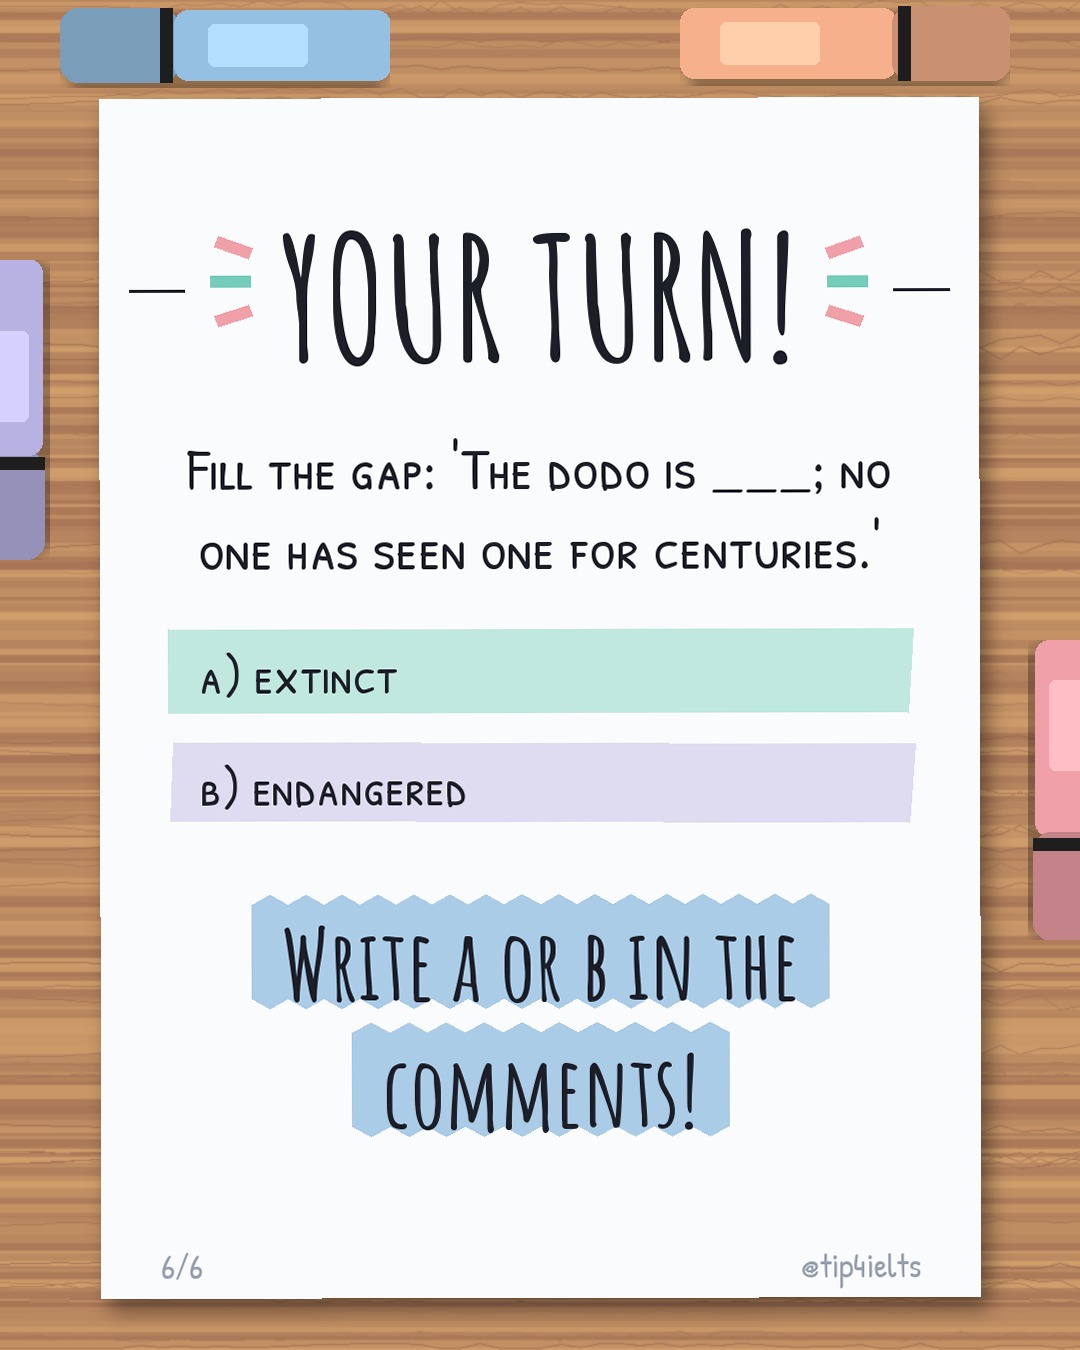 YOUR TURN!
Fill the gap: 'The dodo is ___; no
one has seen one for centuries.'
a) extinct
b) endangered
Write A or B in the
comments!
6/6
@tip4ielts